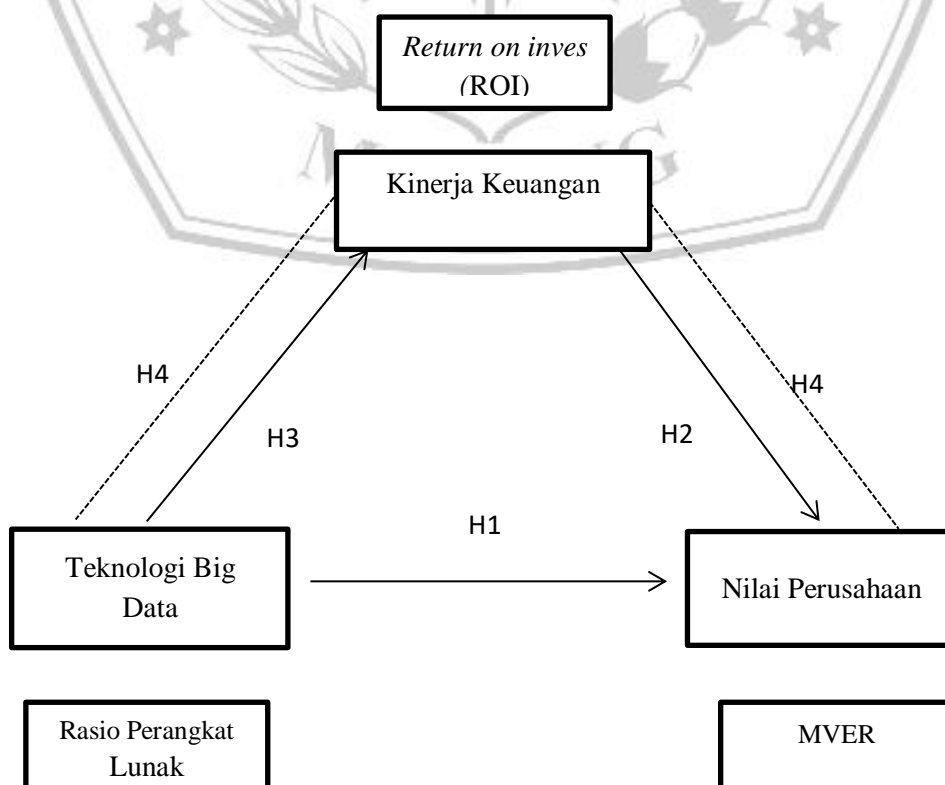 Return on inves
(ROI)
Kinerja Keuangan
H4
H4
H3
H2
H1
Teknologi Big
Data
Nilai Perusahaan
Rasio Perangkat
Lunak
MVER